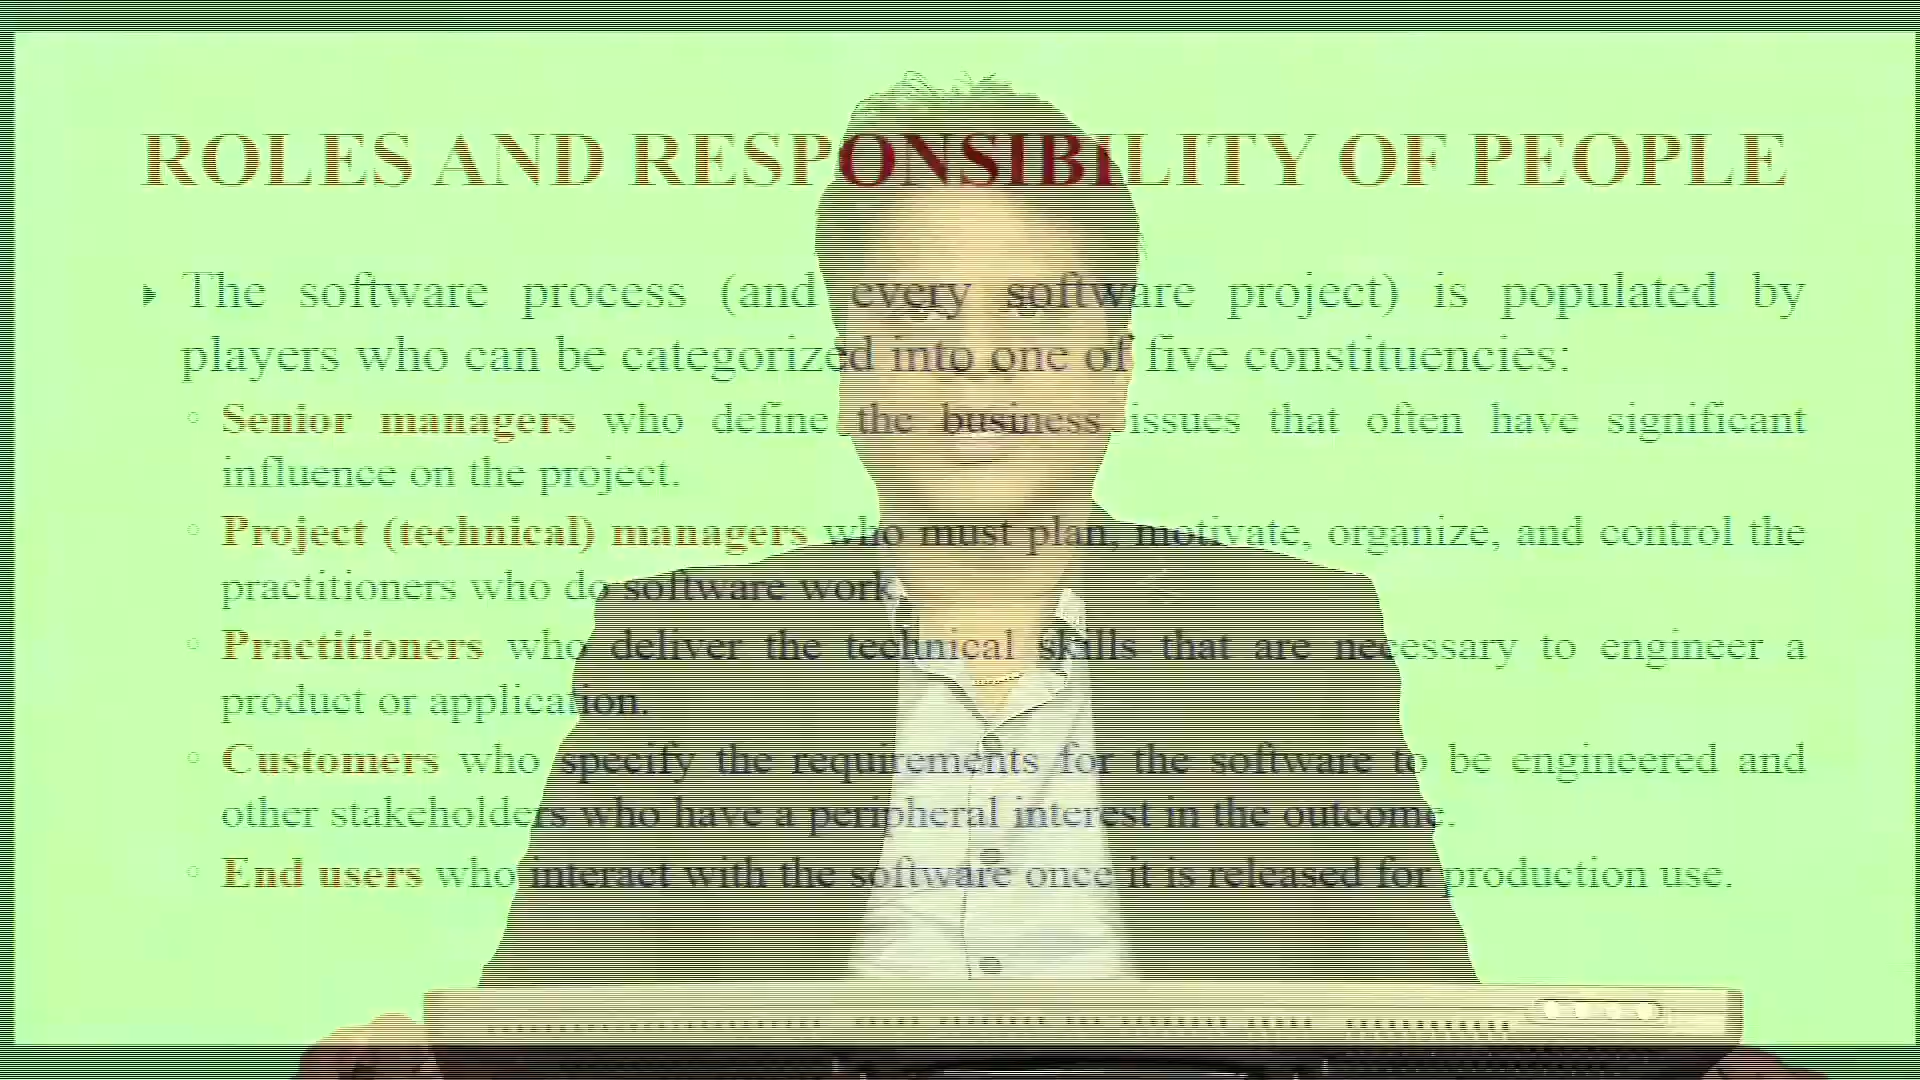 ROLES AND RESPONSIBILITY OF PEOPLE
The software process (and every software project) is populated by
players who can be categorized into one of five constituencies:
Senior managers who define the business issues that often have significant
influence on the project.
Project (technical) managers who must plan, motivate, organize, and control the
practitioners who do software work.
Practitioners who deliver the technical skills that are necessary to engineer a
product or application.
Customers who specify the requirements for the software to be engineered and
other stakeholders who have a peripheral interest in the outcome.
End users who interact with the software once it is released for production use.